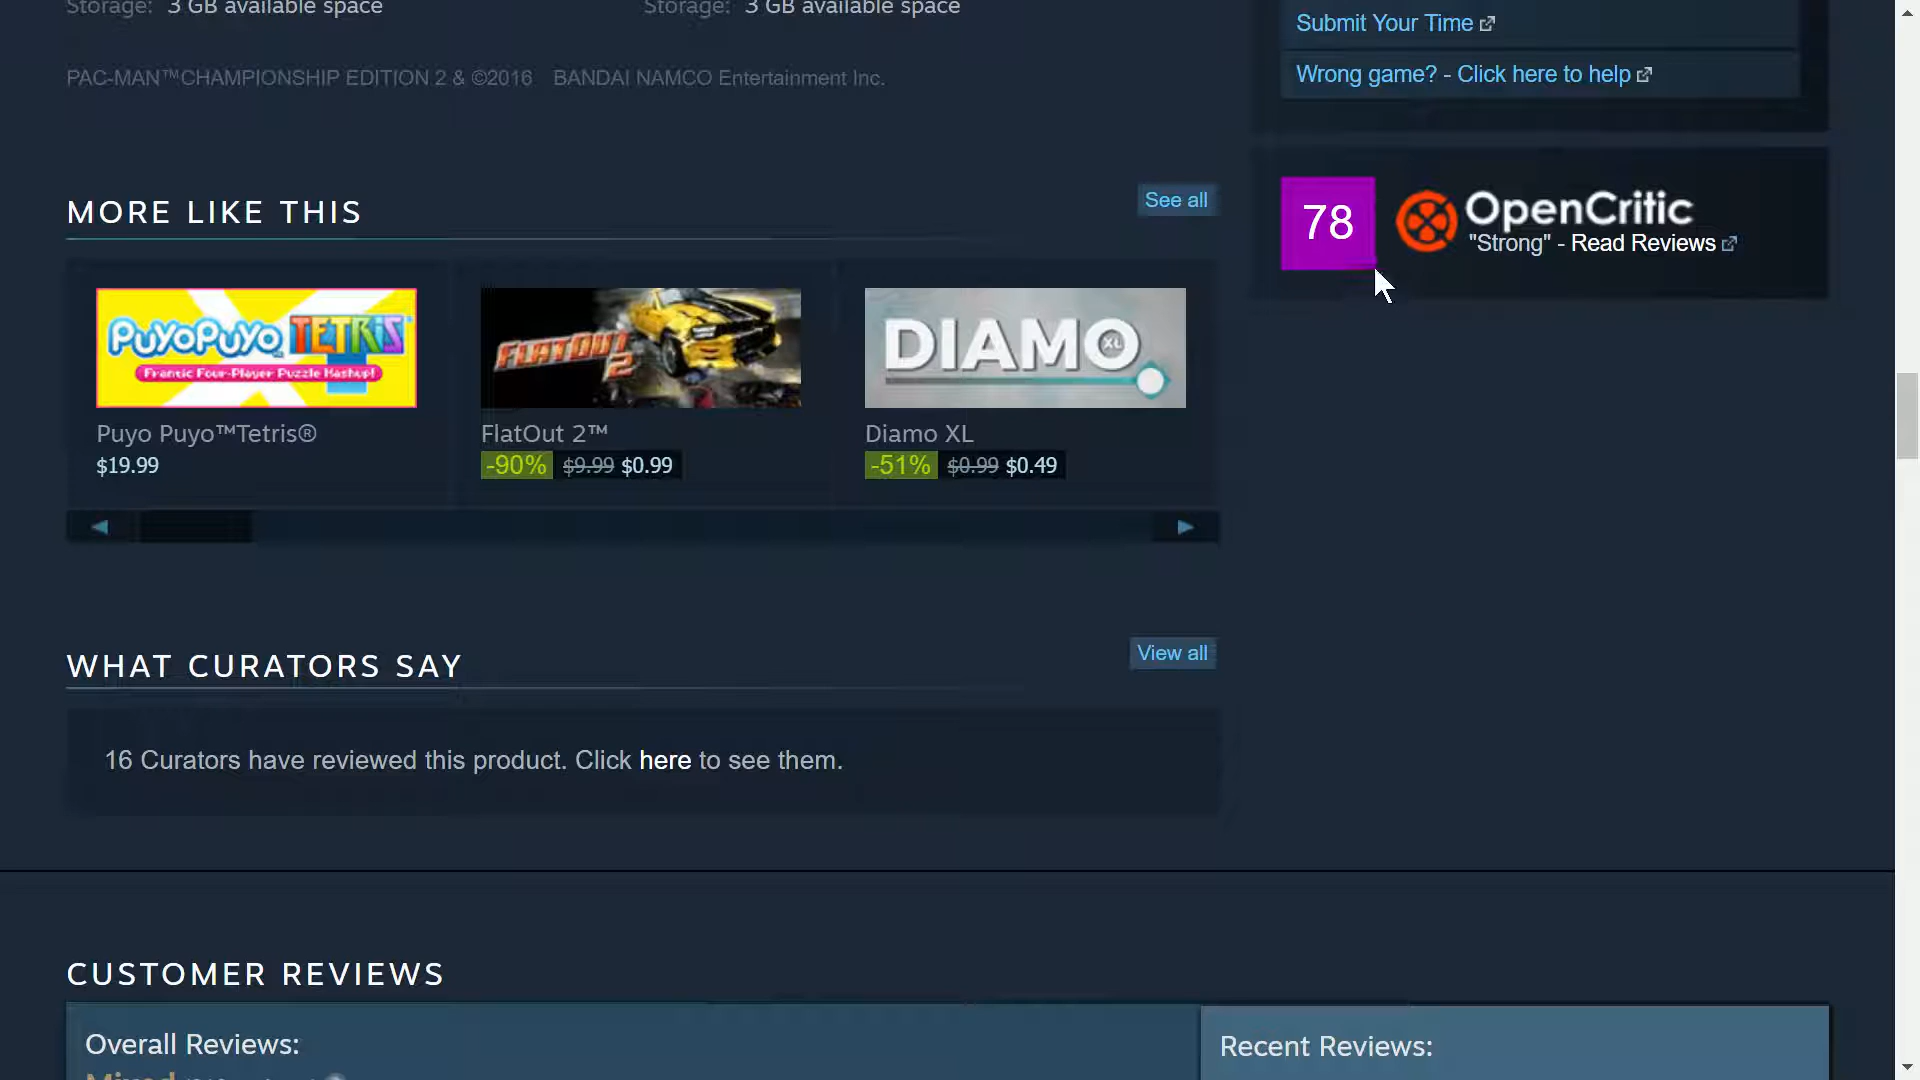 Storage: 3 GB available space
Storage: 3 GB available space
PAC-MAN™CHAMPIONSHIP EDITION 2 & ©2016 BANDAI NAMCO Entertainment Inc.
Submit Your Time
Wrong game? - Click here to help
78
OpenCritic
"Strong" - Read Reviews
MORE LIKE THIS
See all
PUYOPUYO TETRIS
Frantic Four-Player Puzzle Mashup!
Puyo Puyo™Tetris®
$19.99
FLATOUT 2
FlatOut 2™
-90% $9.99 $0.99
DIAMO XL
Diamo XL
-51% $0.99 $0.49
WHAT CURATORS SAY
View all
16 Curators have reviewed this product. Click here to see them.
CUSTOMER REVIEWS
Overall Reviews:
Mixed
Recent Reviews: